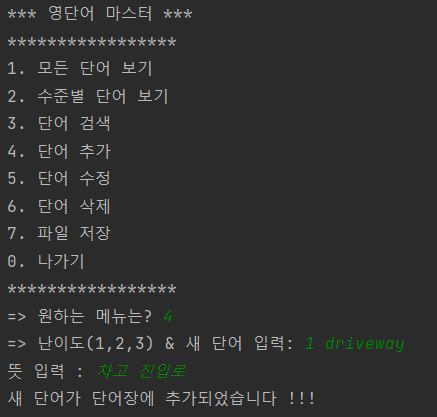 *** 영단어 마스터 ***
*****************
1. 모든 단어 보기
2. 수준별 단어 보기
3. 단어 검색
4. 단어 추가
5. 단어 수정
6. 단어 삭제
7. 파일 저장
0. 나가기
*****************
=> 원하는 메뉴는? 4
=> 난이도(1,2,3) & 새 단어 입력: 1 driveway
뜻 입력 : 차고 진입로
새 단어가 단어장에 추가되었습니다 !!!